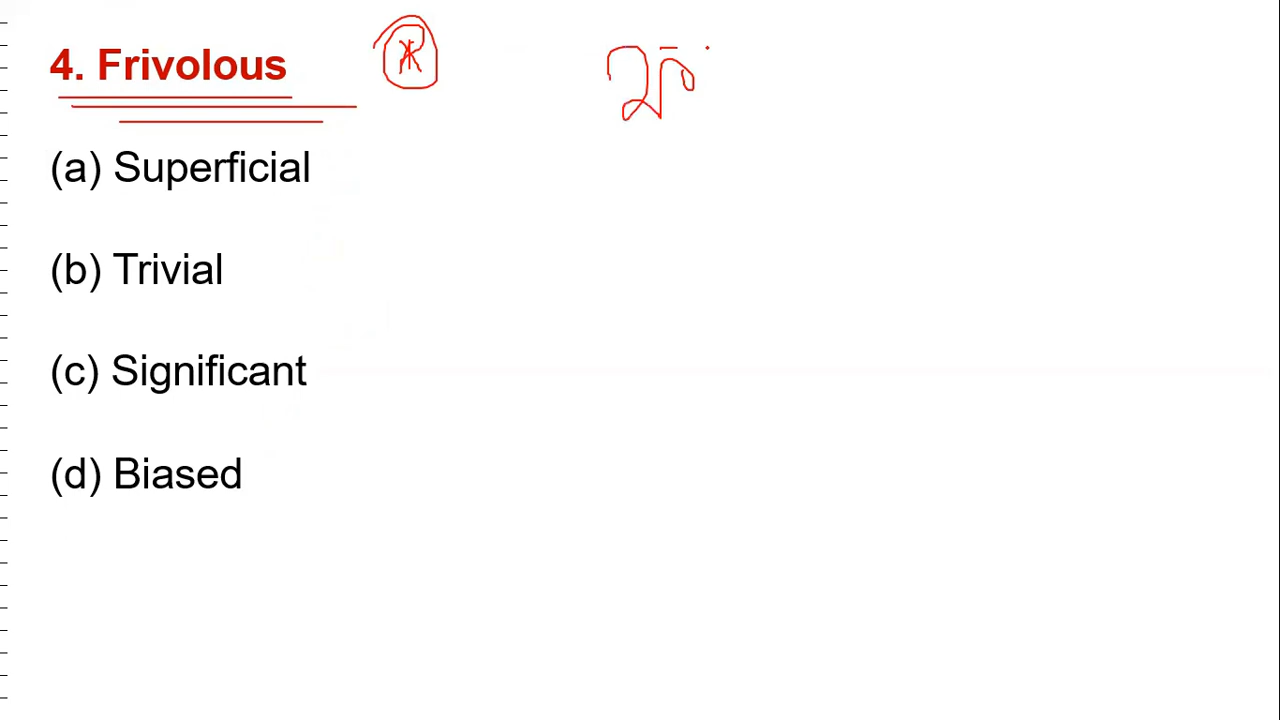 4. Frivolous
(a) Superficial
(b) Trivial
(c) Significant
(d) Biased